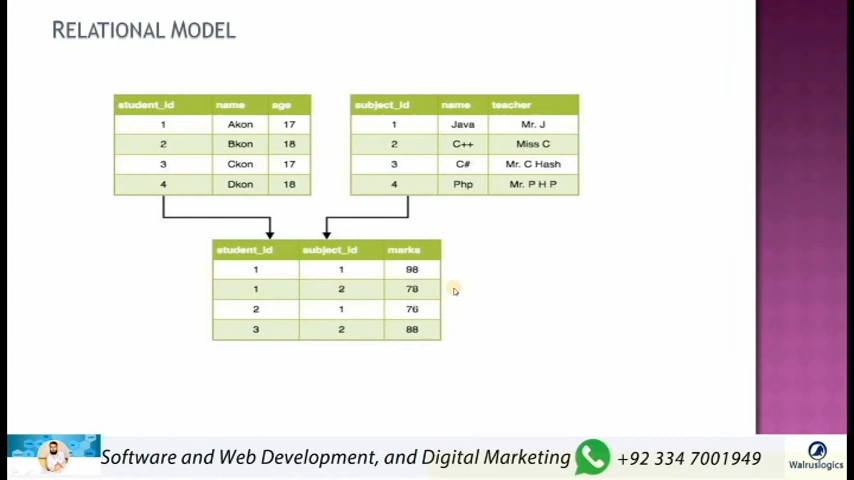 RELATIONAL MODEL
student_id name age
1 Akon 17
2 Bkon 18
3 Ckon 17
4 Dkon 18
subject_id name teacher
1 Java Mr. J
2 C++ Miss C
3 C# Mr. C Hash
4 Php Mr. P H P
student_id subject_id marks
1 1 98
1 2 78
2 1 76
3 2 88
Software and Web Development, and Digital Marketing +92 334 7001949
Walruslogics